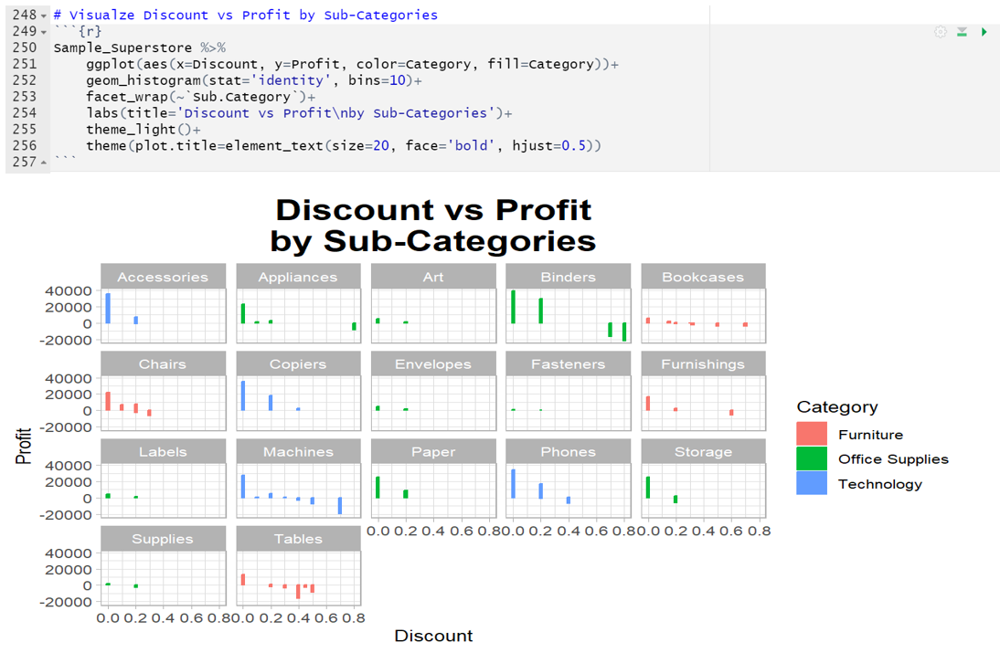 248 # Visualze Discount vs Profit by Sub-Categories
249 ```{r}
250 Sample_Superstore %>%
251 ggplot(aes(x=Discount, y=Profit, color=Category, fill=Category))+
252 geom_histogram(stat='identity', bins=10)+
253 facet_wrap(~`Sub.Category`)+
254 labs(title='Discount vs Profit\nby Sub-Categories')+
255 theme_light()+
256 theme(plot.title=element_text(size=20, face='bold', hjust=0.5))
257 ```
Discount vs Profit
by Sub-Categories
Accessories Appliances Art Binders Bookcases
40000
20000
0
-20000
Chairs Copiers Envelopes Fasteners Furnishings
40000
20000
0
-20000
Labels Machines Paper Phones Storage
40000
20000
0
-20000
0.0 0.2 0.4 0.6 0.8 0.0 0.2 0.4 0.6 0.8 0.0 0.2 0.4 0.6 0.8
Supplies Tables
40000
20000
0
-20000
0.0 0.2 0.4 0.6 0.8 0.0 0.2 0.4 0.6 0.8
Profit
Discount
Category
Furniture
Office Supplies
Technology